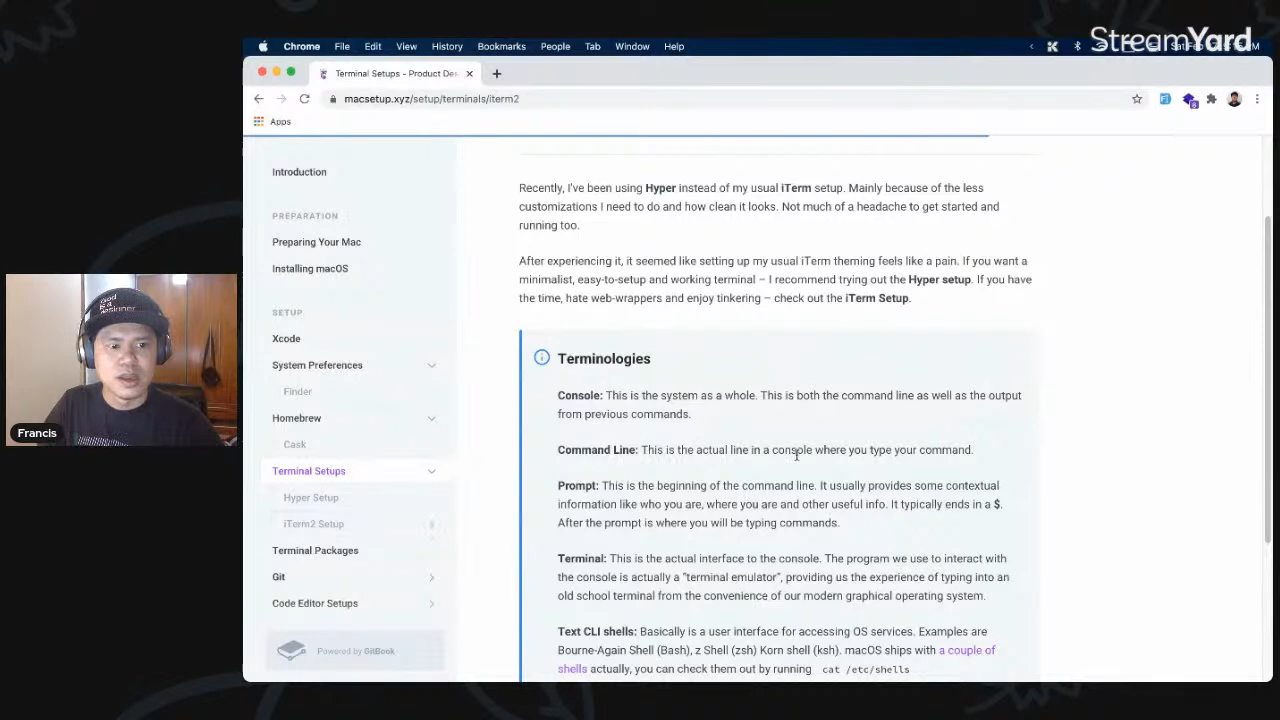 StreamYard
Chrome File Edit View History Bookmarks People Tab Window Help
Terminal Setups - Product Des
macsetup.xyz/setup/terminals/iterm2
Apps
Introduction
PREPARATION
Preparing Your Mac
Installing macOS
SETUP
Xcode
System Preferences
Finder
Homebrew
Cask
Terminal Setups
Hyper Setup
iTerm2 Setup
Terminal Packages
Git
Code Editor Setups
Powered by GitBook
Recently, I've been using Hyper instead of my usual iTerm setup. Mainly because of the less
customizations I need to do and how clean it looks. Not much of a headache to get started and
running too.
After experiencing it, it seemed like setting up my usual iTerm theming feels like a pain. If you want a
minimalist, easy-to-setup and working terminal – I recommend trying out the Hyper setup. If you have
the time, hate web-wrappers and enjoy tinkering – check out the iTerm Setup.
Terminologies
Console: This is the system as a whole. This is both the command line as well as the output
from previous commands.
Command Line: This is the actual line in a console where you type your command.
Prompt: This is the beginning of the command line. It usually provides some contextual
information like who you are, where you are and other useful info. It typically ends in a $.
After the prompt is where you will be typing commands.
Terminal: This is the actual interface to the console. The program we use to interact with
the console is actually a "terminal emulator", providing us the experience of typing into an
old school terminal from the convenience of our modern graphical operating system.
Text CLI shells: Basically is a user interface for accessing OS services. Examples are
Bourne-Again Shell (Bash), z Shell (zsh) Korn shell (ksh). macOS ships with a couple of
shells actually, you can check them out by running cat /etc/shells
God
is a
designer
Francis